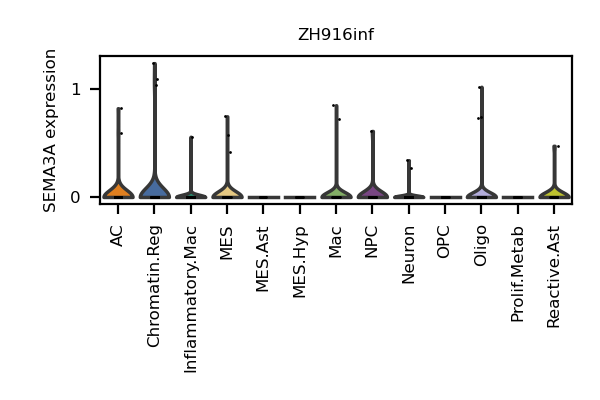 ZH916inf
SEMA3A expression
1
0
AC
Chromatin.Reg
Inflammatory.Mac
MES
MES.Ast
MES.Hyp
Mac
NPC
Neuron
OPC
Oligo
Prolif.Metab
Reactive.Ast